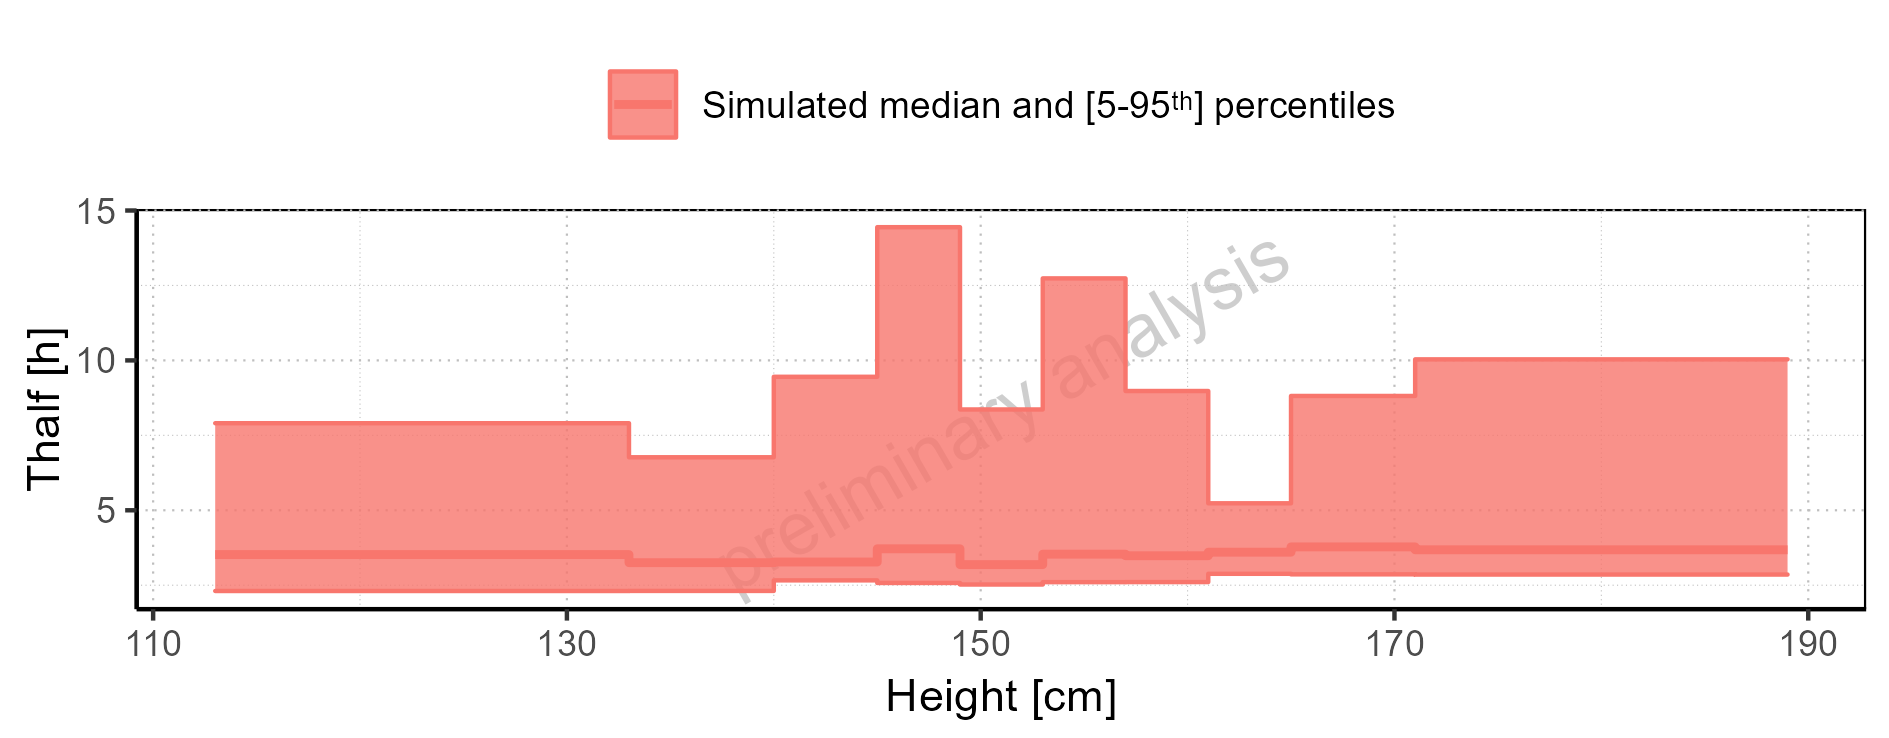 Simulated median and [5-95th] percentiles
15
10
5
Thalf [h]
preliminary analysis
110 130 150 170 190
Height [cm]